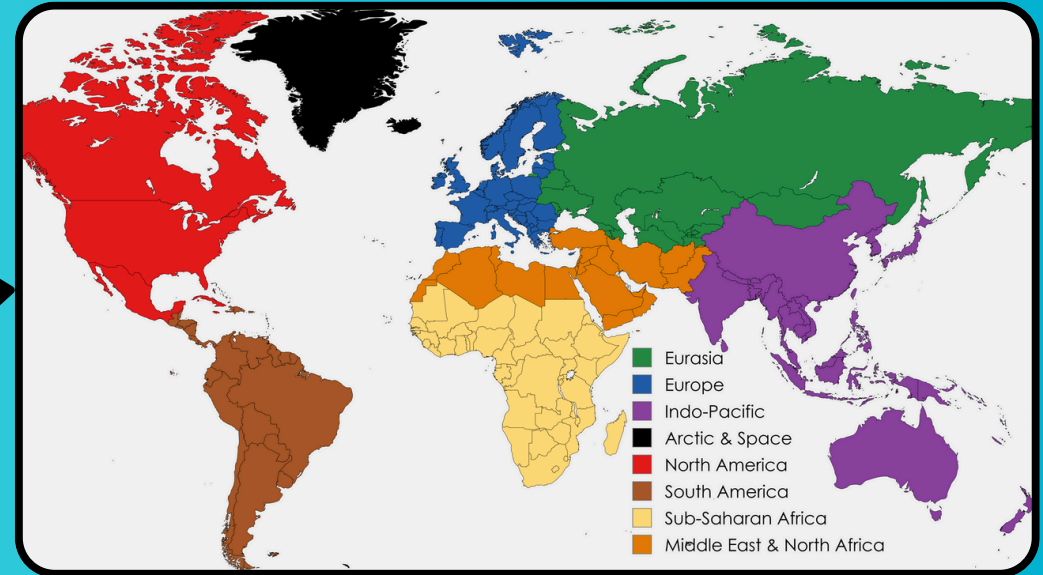 Eurasia
Europe
Indo-Pacific
Arctic & Space
North America
South America
Sub-Saharan Africa
Middle East & North Africa